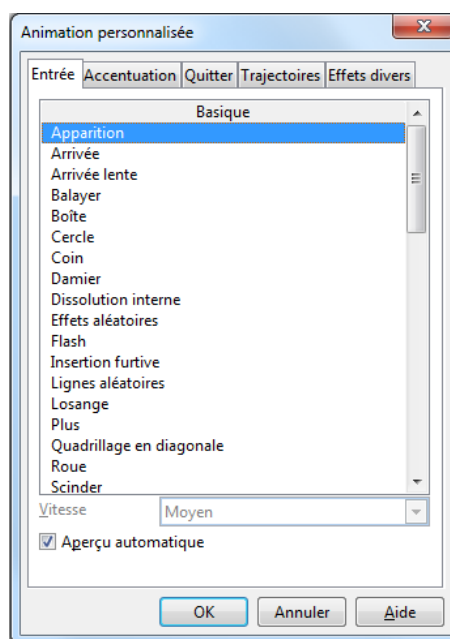 Animation personnalisée
Entrée Accentuation Quitter Trajectoires Effets divers
Basique
Apparition
Arrivée
Arrivée lente
Balayer
Boîte
Cercle
Coin
Damier
Dissolution interne
Effets aléatoires
Flash
Insertion furtive
Lignes aléatoires
Losange
Plus
Quadrillage en diagonale
Roue
Scinder
Vitesse Moyen
Aperçu automatique
OK Annuler Aide